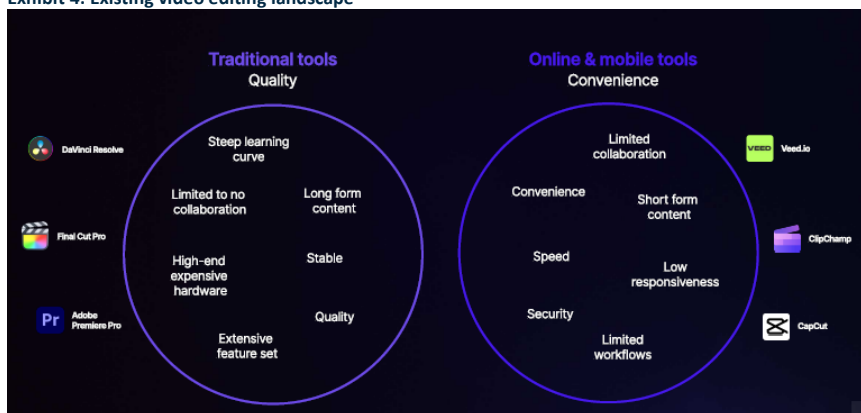 Exhibit 4: Existing video editing landscape
Traditional tools
Quality
Online & mobile tools
Convenience
DaVinci Resolve
Final Cut Pro
Pr
Adobe
Premiere Pro
Steep learning
curve
Limited to no
collaboration
Long form
content
High-end
expensive
hardware
Stable
Quality
Extensive
feature set
Limited
collaboration
Convenience
Short form
content
Speed
Low
responsiveness
Security
Limited
workflows
VEED
Veed.io
ClipChamp
CapCut